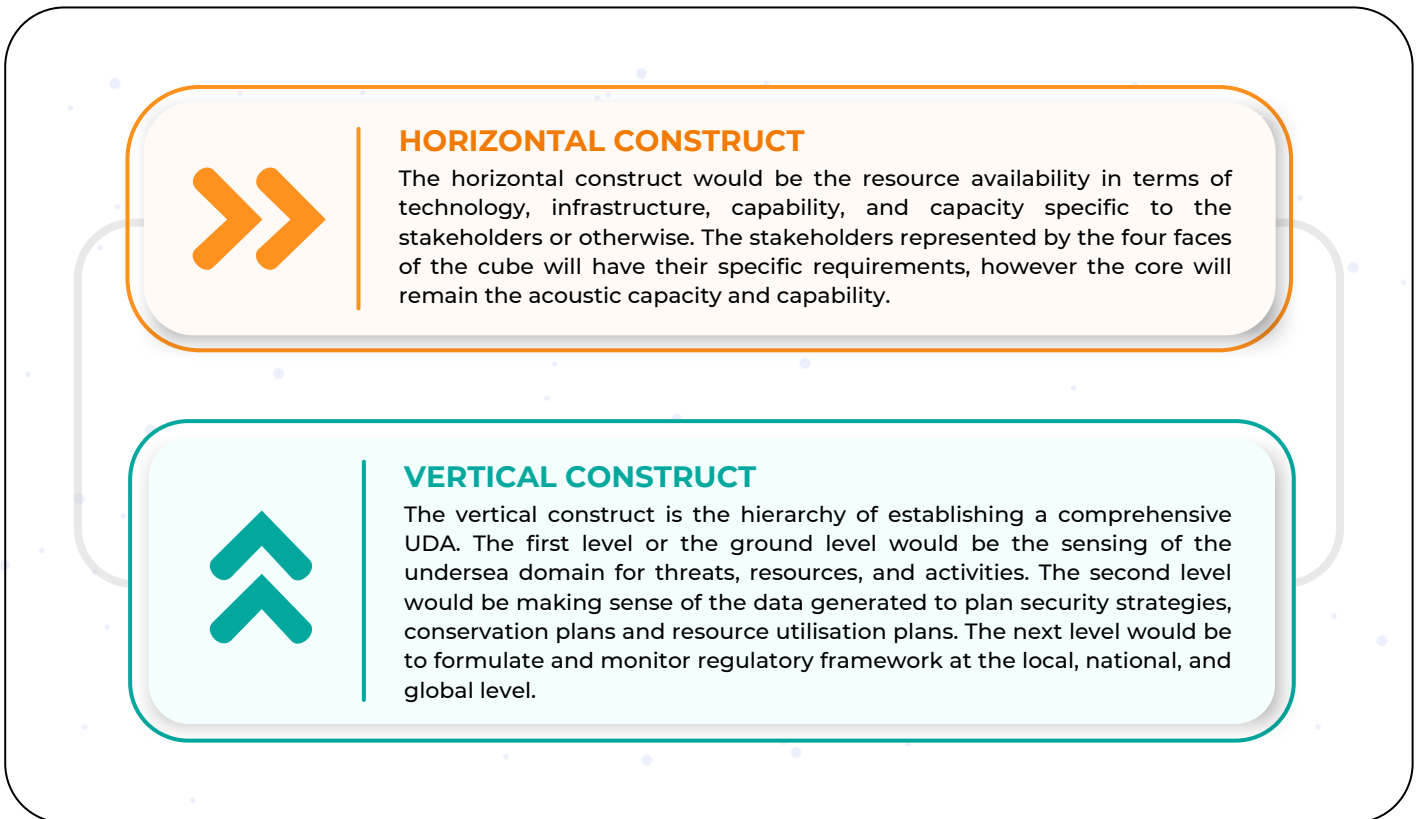 HORIZONTAL CONSTRUCT
The horizontal construct would be the resource availability in terms of
technology, infrastructure, capability, and capacity specific to the
stakeholders or otherwise. The stakeholders represented by the four faces
of the cube will have their specific requirements, however the core will
remain the acoustic capacity and capability.
VERTICAL CONSTRUCT
The vertical construct is the hierarchy of establishing a comprehensive
UDA. The first level or the ground level would be the sensing of the
undersea domain for threats, resources, and activities. The second level
would be making sense of the data generated to plan security strategies,
conservation plans and resource utilisation plans. The next level would be
to formulate and monitor regulatory framework at the local, national, and
global level.